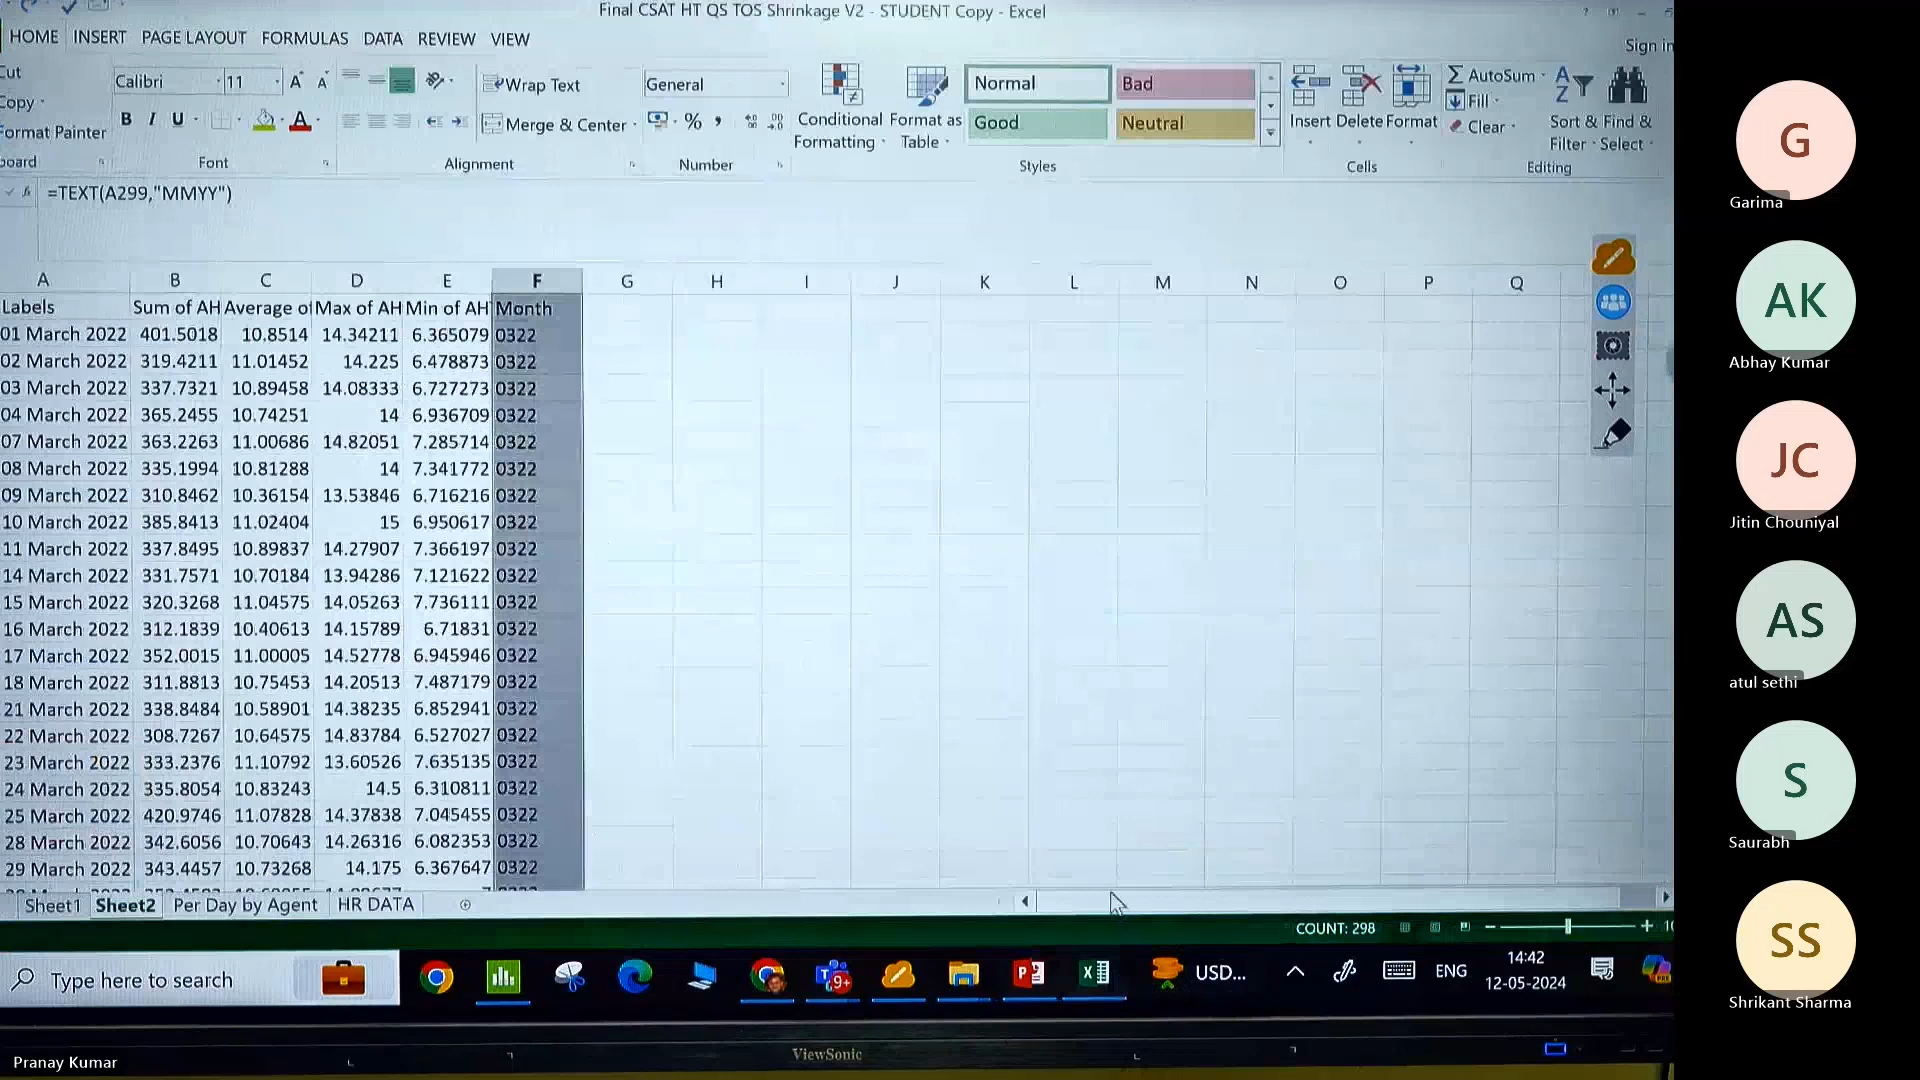 Final CSAT HT QS TOS Shrinkage V2 - STUDENT Copy - Excel
HOME INSERT PAGE LAYOUT FORMULAS DATA REVIEW VIEW
Sign in
Cut
Copy
Format Painter
Calibri 11
Wrap Text
General
Normal
Bad
Merge & Center
Conditional Formatting
Format as Table
Good
Neutral
Insert Delete Format
AutoSum
Fill
Clear
Sort & Filter
Find & Select
board Font Alignment Number Styles Cells Editing
=TEXT(A299,"MMYY")
A B C D E F G H I J K L M N O P Q
Labels Sum of AH Average of Max of AH Min of AH Month
01 March 2022 401.5018 10.8514 14.34211 6.365079 0322
02 March 2022 319.4211 11.01452 14.225 6.478873 0322
03 March 2022 337.7321 10.89458 14.08333 6.727273 0322
04 March 2022 365.2455 10.74251 14 6.936709 0322
07 March 2022 363.2263 11.00686 14.82051 7.285714 0322
08 March 2022 335.1994 10.81288 14 7.341772 0322
09 March 2022 310.8462 10.36154 13.53846 6.716216 0322
10 March 2022 385.8413 11.02404 15 6.950617 0322
11 March 2022 337.8495 10.89837 14.27907 7.366197 0322
14 March 2022 331.7571 10.70184 13.94286 7.121622 0322
15 March 2022 320.3268 11.04575 14.05263 7.736111 0322
16 March 2022 312.1839 10.40613 14.15789 6.71831 0322
17 March 2022 352.0015 11.00005 14.52778 6.945946 0322
18 March 2022 311.8813 10.75453 14.20513 7.487179 0322
21 March 2022 338.8484 10.58901 14.38235 6.852941 0322
22 March 2022 308.7267 10.64575 14.83784 6.527027 0322
23 March 2022 333.2376 11.10792 13.60526 7.635135 0322
24 March 2022 335.8054 10.83243 14.5 6.310811 0322
25 March 2022 420.9746 11.07828 14.37838 7.045455 0322
28 March 2022 342.6056 10.70643 14.26316 6.082353 0322
29 March 2022 343.4457 10.73268 14.175 6.367647 0322
Sheet1 Sheet2 Per Day by Agent HR DATA
COUNT: 298
Type here to search
9+
USD...
ENG
14:42
12-05-2024
ViewSonic
Pranay Kumar
G
Garima
AK
Abhay Kumar
JC
Jitin Chouniyal
AS
atul sethi
S
Saurabh
SS
Shrikant Sharma